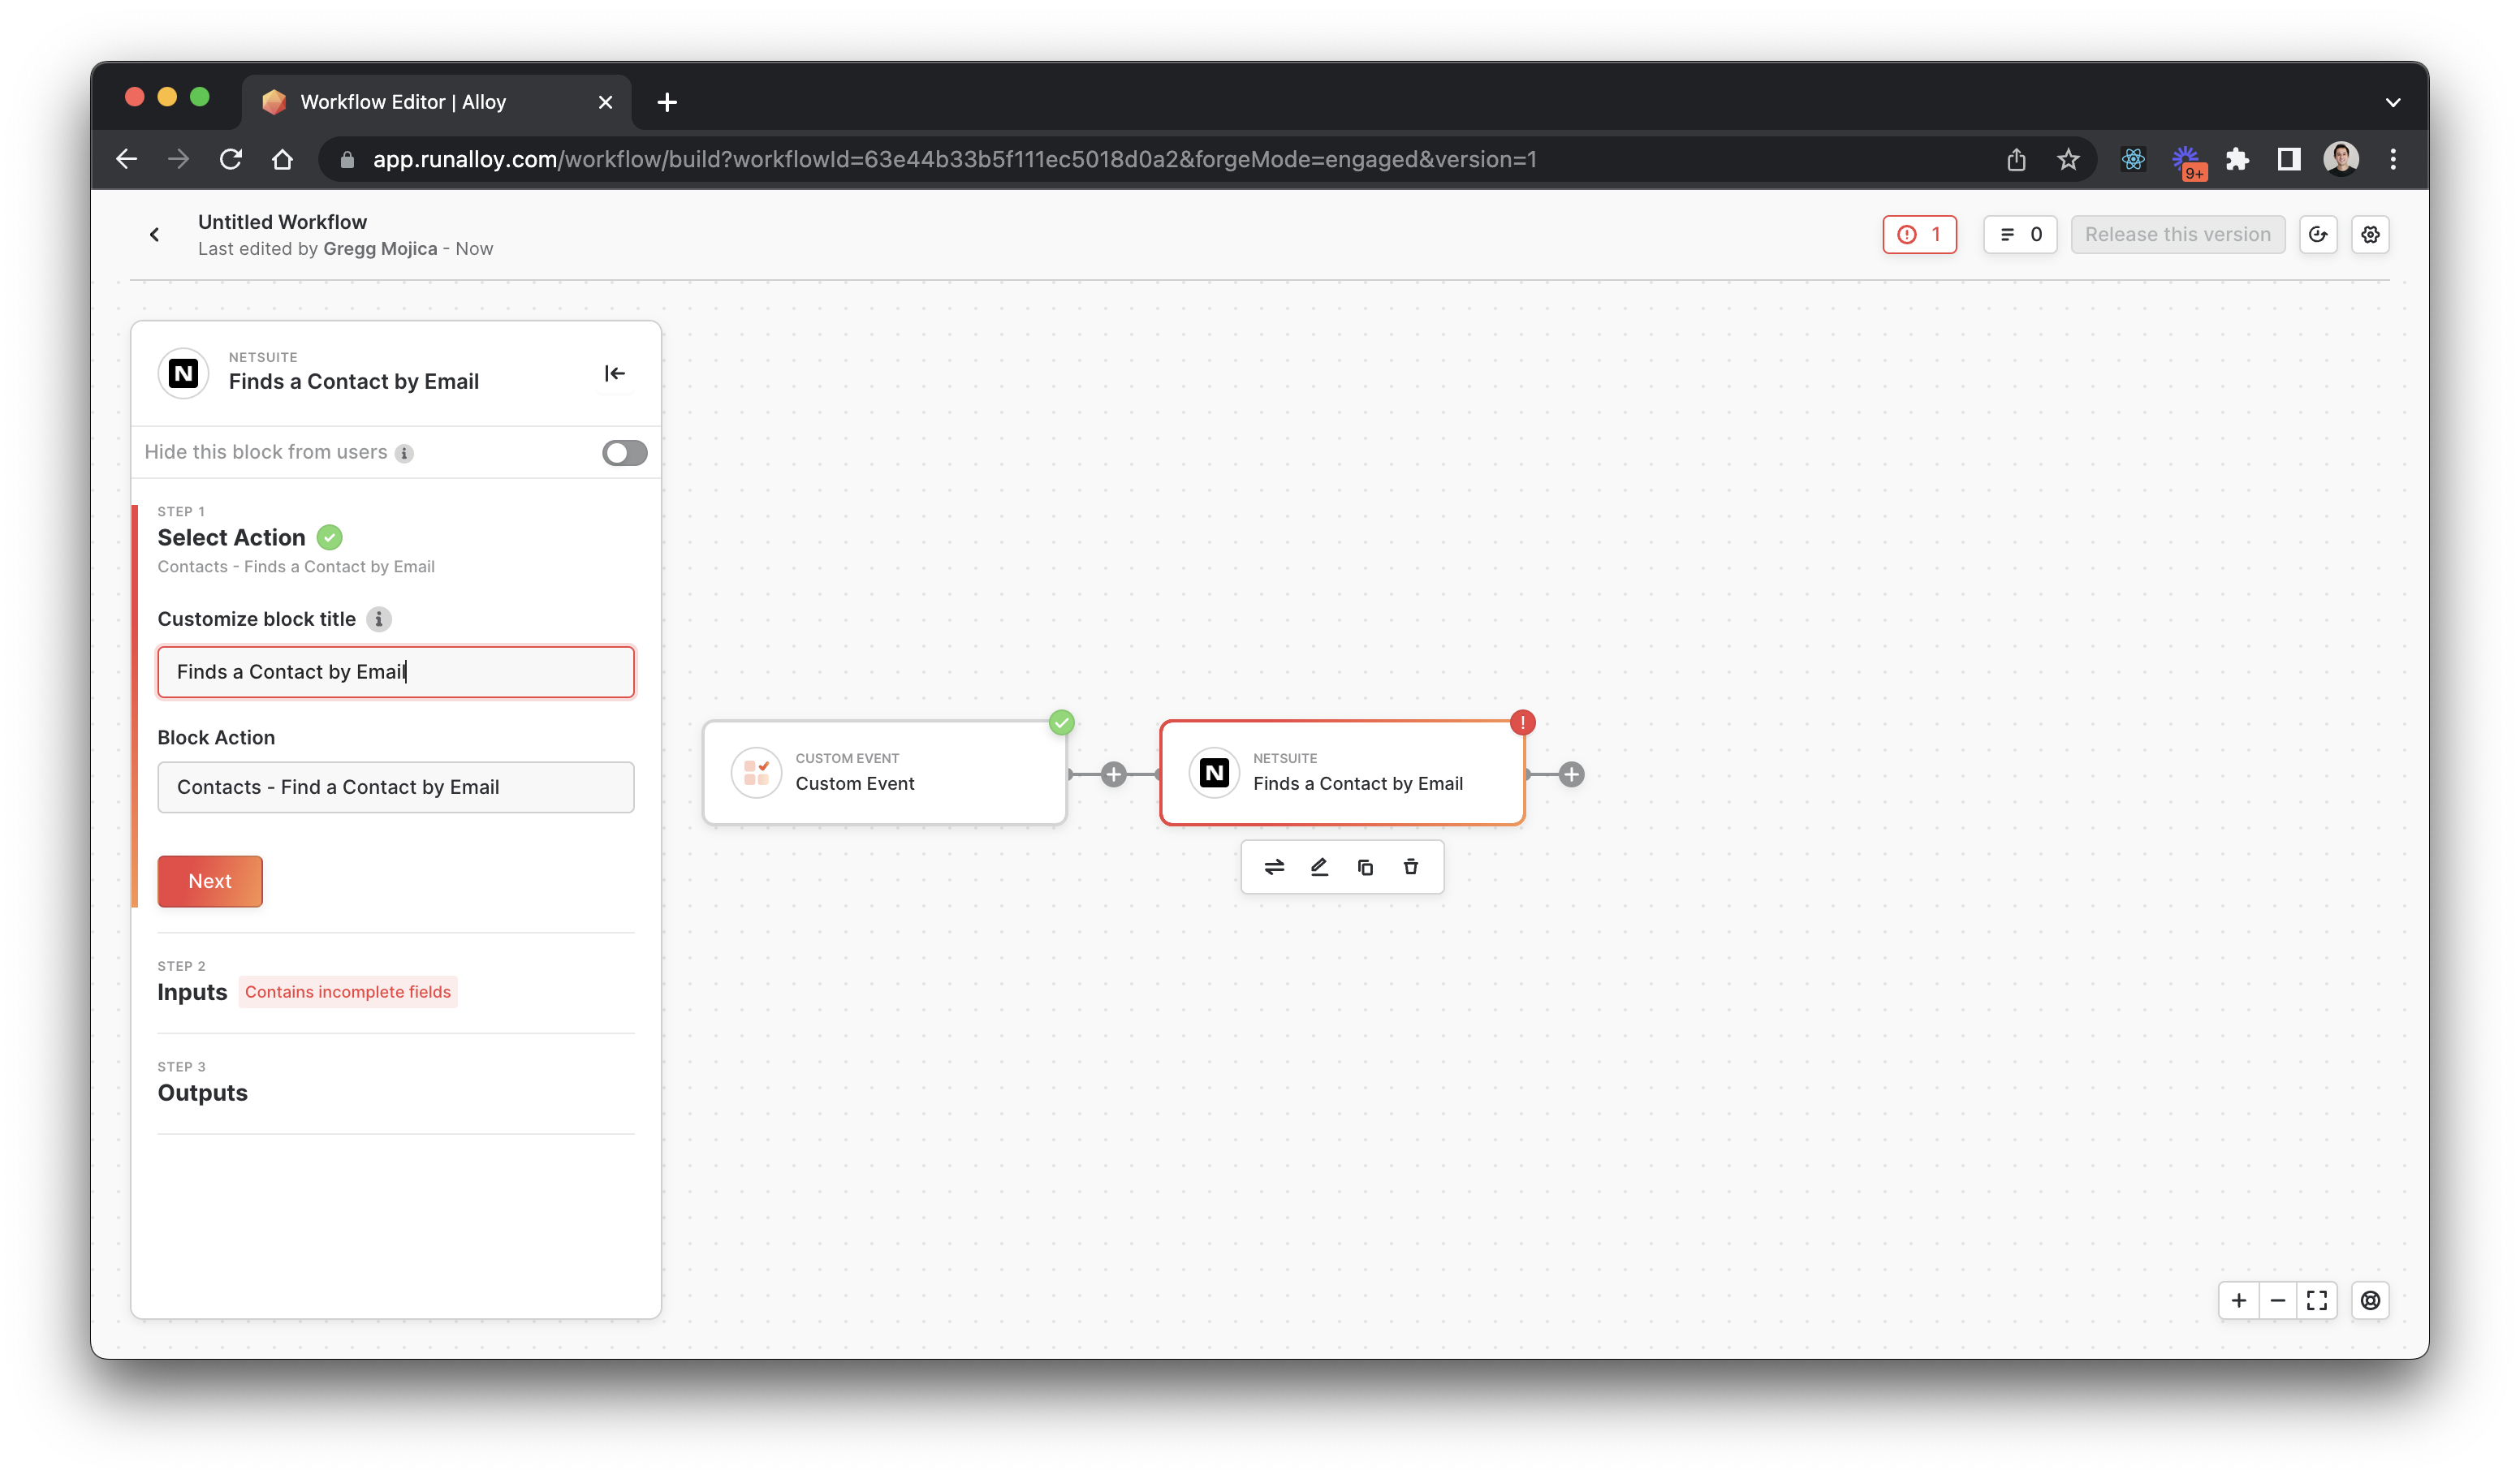 Workflow Editor | Alloy
app.runalloy.com/workflow/build?workflowId=63e44b33b5f111ec5018d0a2&forgeMode=engaged&version=1
9+
Untitled Workflow
Last edited by Gregg Mojica - Now
1
0
Release this version
N
NETSUITE
Finds a Contact by Email
Hide this block from users
STEP 1
Select Action
Contacts - Finds a Contact by Email
Customize block title
Finds a Contact by Email
Block Action
Contacts - Find a Contact by Email
Next
STEP 2
Inputs Contains incomplete fields
STEP 3
Outputs
CUSTOM EVENT
Custom Event
N
NETSUITE
Finds a Contact by Email